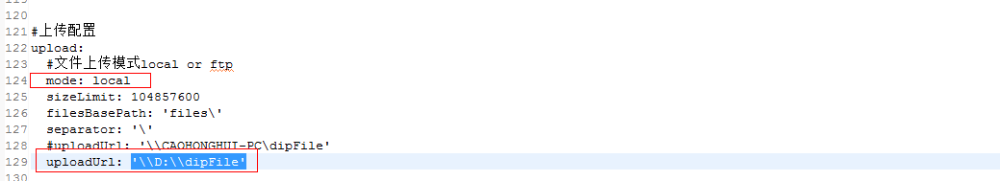 120
121 #上传配置
122 upload:
123   #文件上传模式local or ftp
124   mode: local
125   sizeLimit: 104857600
126   filesBasePath: 'files\'
127   separator: '\'
128   #uploadUrl: '\\CAOHONGHUI-PC\dipFile'
129   uploadUrl: '\\D:\\dipFile'
130